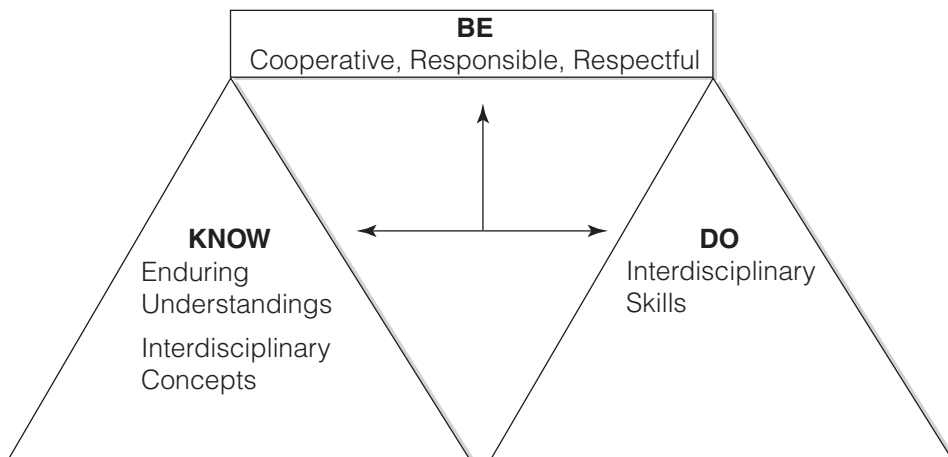 BE
Cooperative, Responsible, Respectful
KNOW
Enduring
Understandings
Interdisciplinary
Concepts
DO
Interdisciplinary
Skills